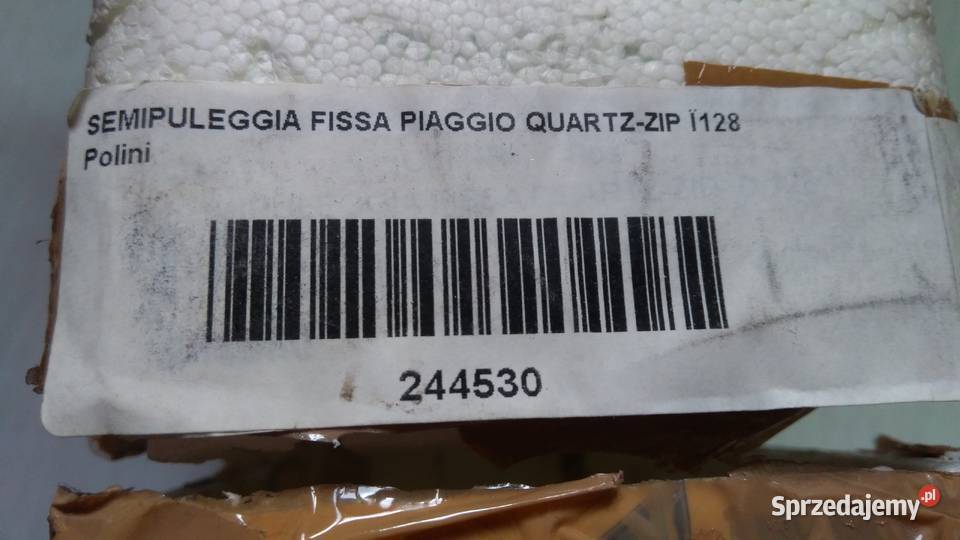 SEMIPULEGGIA FISSA PIAGGIO QUARTZ-ZIP Ï128
Polini
244530
Sprzedajemy.pl